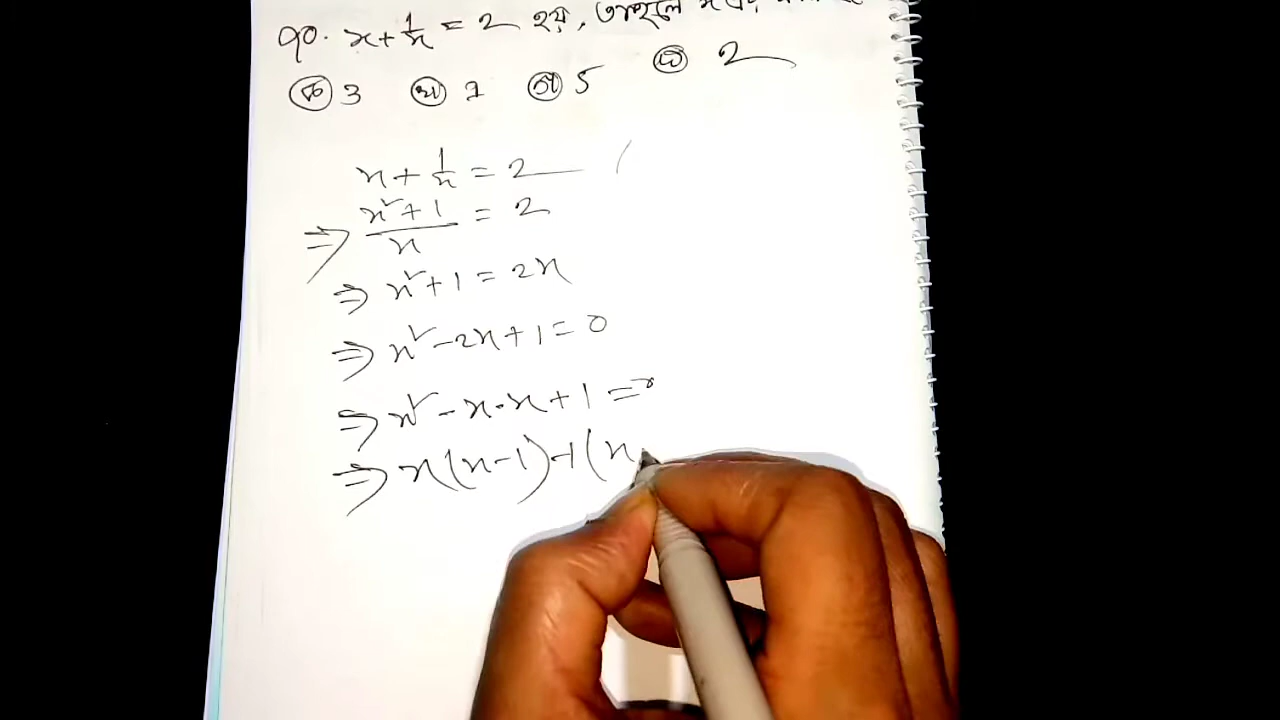 ৭০. x + 1/x = 2 হয়, তাহলে x এর
ক 3 খ 1 গ 5 ঘ 2
x + 1/x = 2
⇒ (x² + 1)/x = 2
⇒ x² + 1 = 2x
⇒ x² - 2x + 1 = 0
⇒ x² - x - x + 1 = 0
⇒ x(x-1) -1(x